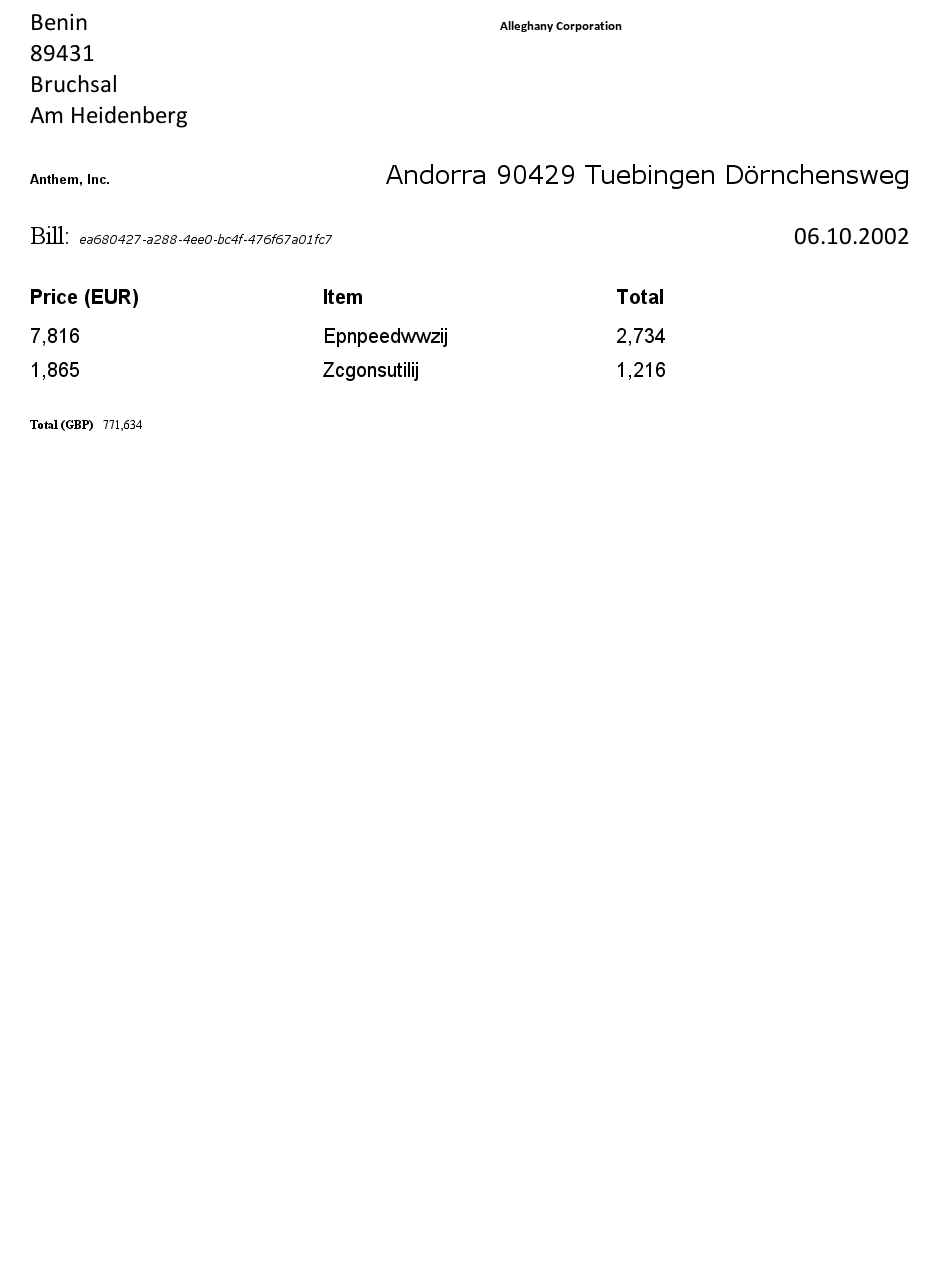 Benin
Alleghany Corporation
89431
Bruchsal
Am Heidenberg
Anthem, Inc.
Andorra 90429 Tuebingen Dörnchensweg
Bill: ea680427-a288-4ee0-bc4f-476f67a01fc7
06.10.2002
Price (EUR) Item Total
7,816 Epnpeedwwzij 2,734
1,865 Zcgonsutilij 1,216
Total (GBP) 771,634